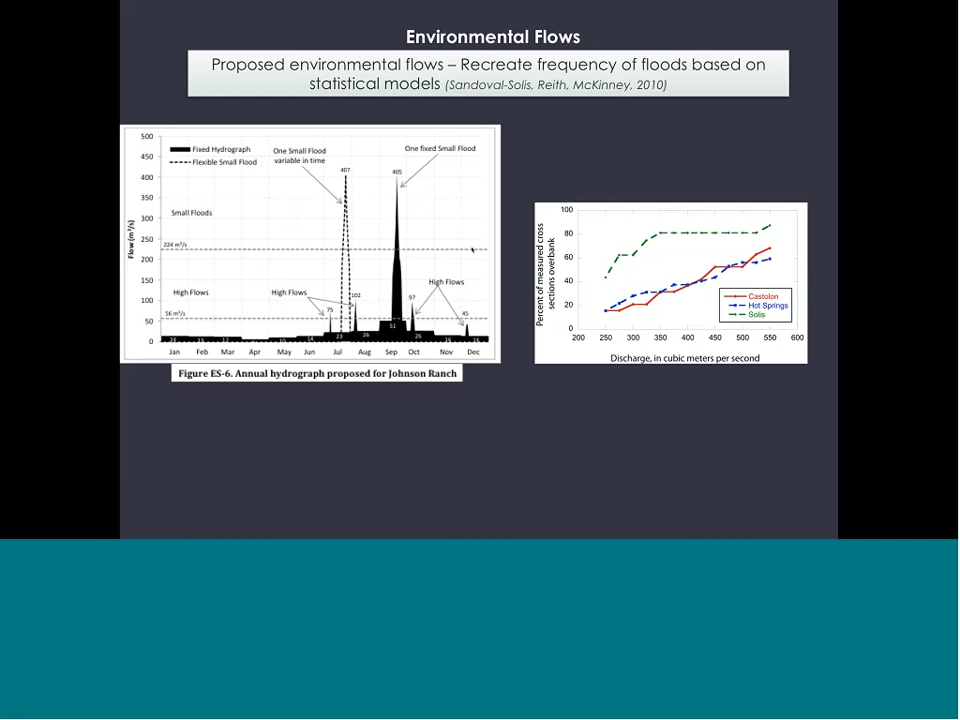 Environmental Flows
Proposed environmental flows – Recreate frequency of floods based on
statistical models (Sandoval-Solis, Reith, McKinney, 2010)
500
450
400
350
300
250
200
150
100
50
0
Flow (m³/s)
Fixed Hydrograph
Flexible Small Flood
One Small Flood
variable in time
One fixed Small Flood
407
405
Small Floods
224 m³/s
High Flows
High Flows
High Flows
56 m³/s
75
102
97
45
51
23
26
26
Jan Feb Mar Apr May Jun Jul Aug Sep Oct Nov Dec
Figure ES-6. Annual hydrograph proposed for Johnson Ranch
Percent of measured cross
sections overbank
100
80
60
40
20
0
Castolon
Hot Springs
Solis
200 250 300 350 400 450 500 550 600
Discharge, in cubic meters per second